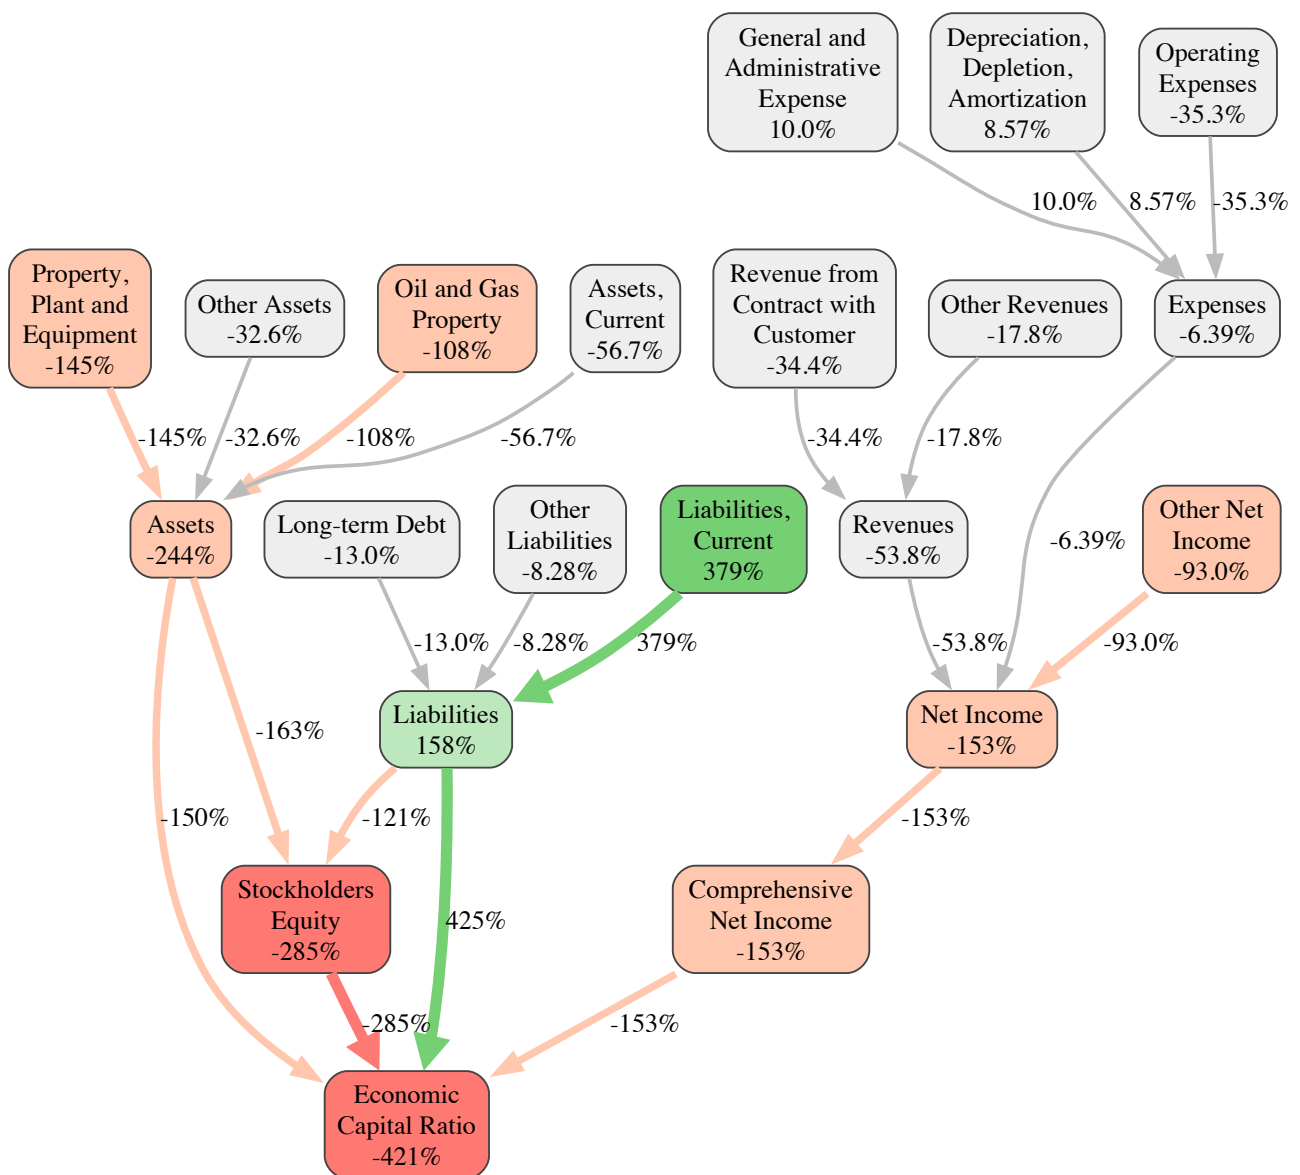 General and
Administrative
Expense
10.0%
Depreciation,
Depletion,
Amortization
8.57%
Operating
Expenses
-35.3%
10.0%
8.57%
-35.3%
Property,
Plant and
Equipment
-145%
Other Assets
-32.6%
Oil and Gas
Property
-108%
Assets,
Current
-56.7%
Revenue from
Contract with
Customer
-34.4%
Other Revenues
-17.8%
Expenses
-6.39%
-145%
-32.6%
-108%
-56.7%
-34.4%
-17.8%
Assets
-244%
Long-term Debt
-13.0%
Other
Liabilities
-8.28%
Liabilities,
Current
379%
Revenues
-53.8%
-6.39%
Other Net
Income
-93.0%
-13.0%
-8.28%
379%
-53.8%
-93.0%
-163%
Liabilities
158%
Net Income
-153%
-150%
-121%
-153%
Stockholders
Equity
-285%
425%
Comprehensive
Net Income
-153%
-285%
-153%
Economic
Capital Ratio
-421%